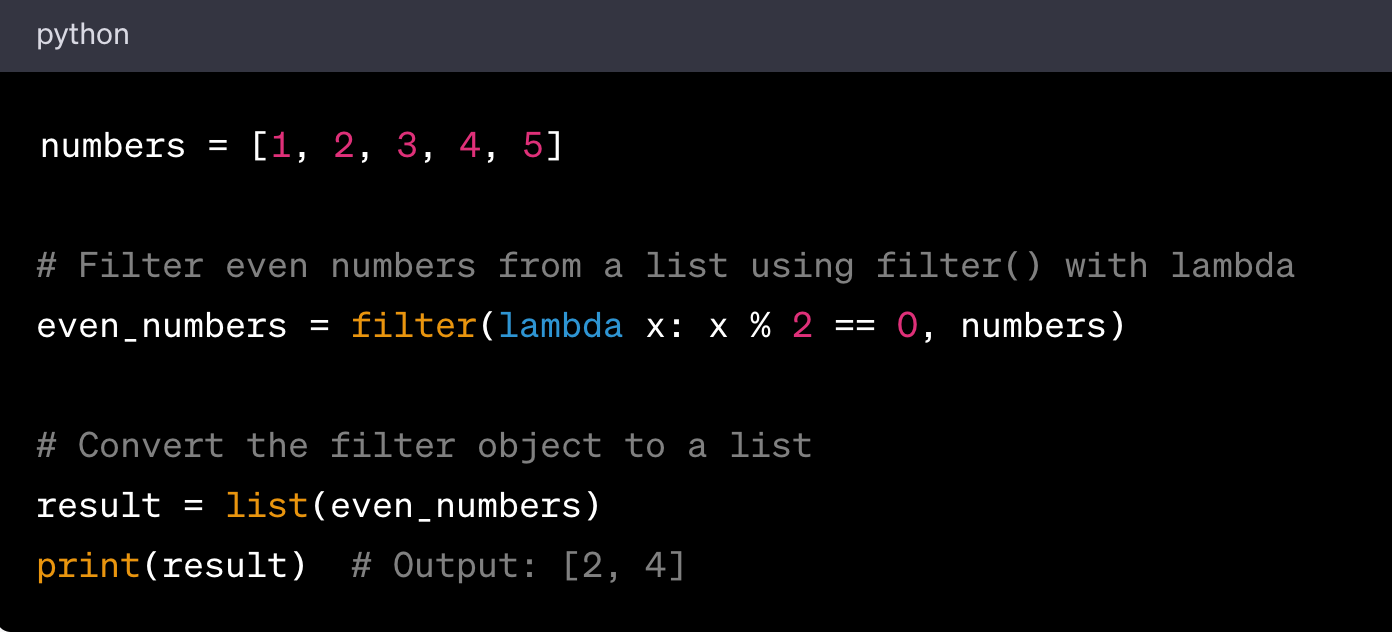 python
numbers = [1, 2, 3, 4, 5]
# Filter even numbers from a list using filter() with lambda
even_numbers = filter(lambda x: x % 2 == 0, numbers)
# Convert the filter object to a list
result = list(even_numbers)
print(result)  # Output: [2, 4]